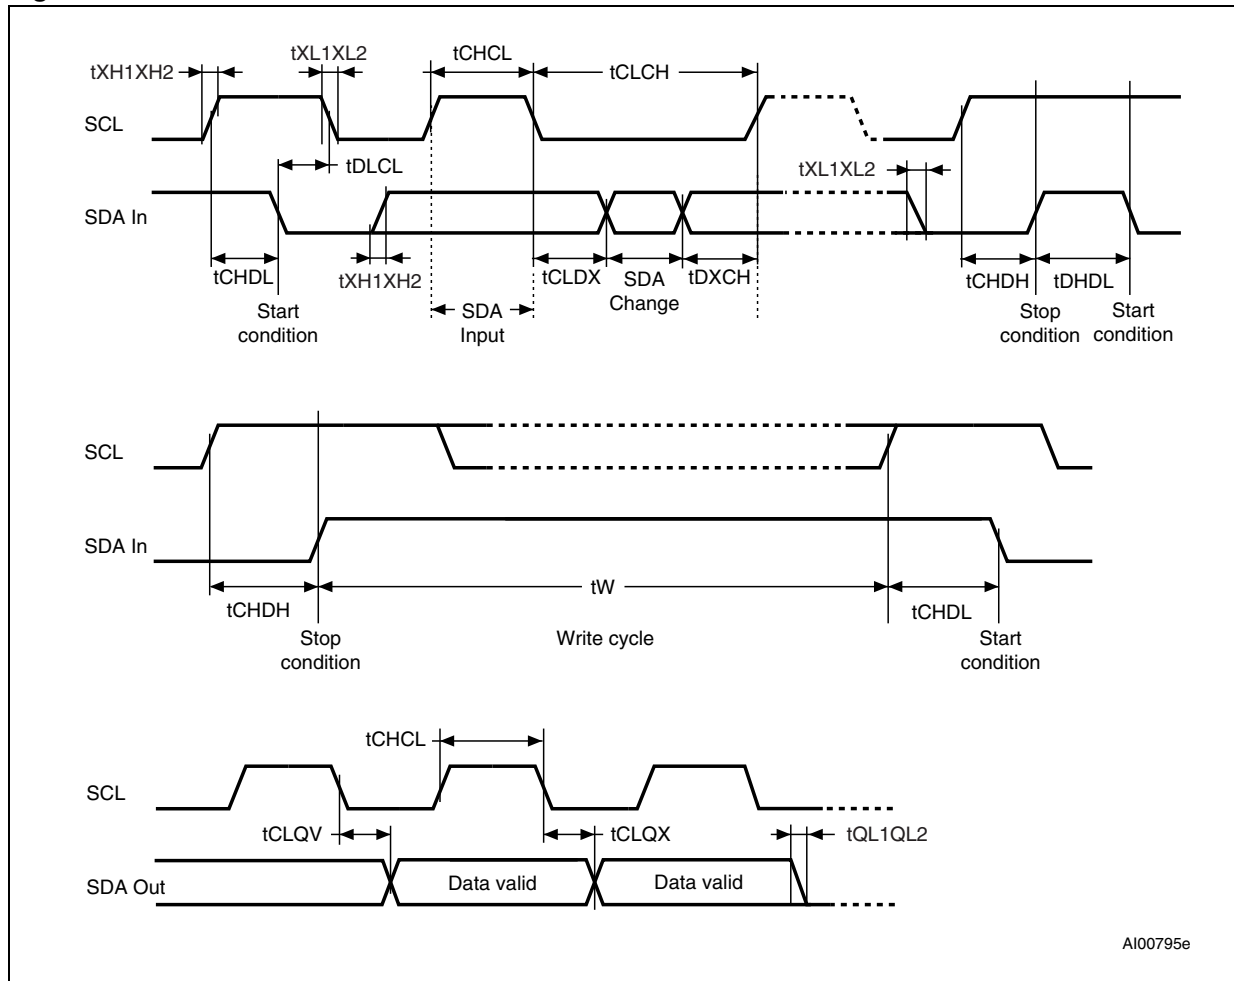 tXH1XH2
tXL1XL2
tCHCL
tCLCH
SCL
tDLCL
tXL1XL2
SDA In
tCHDL
tXH1XH2
tCLDX
SDA
Change
tDXCH
tCHDH
tDHDL
Start
condition
SDA
Input
Stop
condition
Start
condition
SCL
SDA In
tCHDH
tW
tCHDL
Stop
condition
Write cycle
Start
condition
tCHCL
SCL
tCLQV
tCLQX
tQL1QL2
SDA Out
Data valid
Data valid
AI00795e